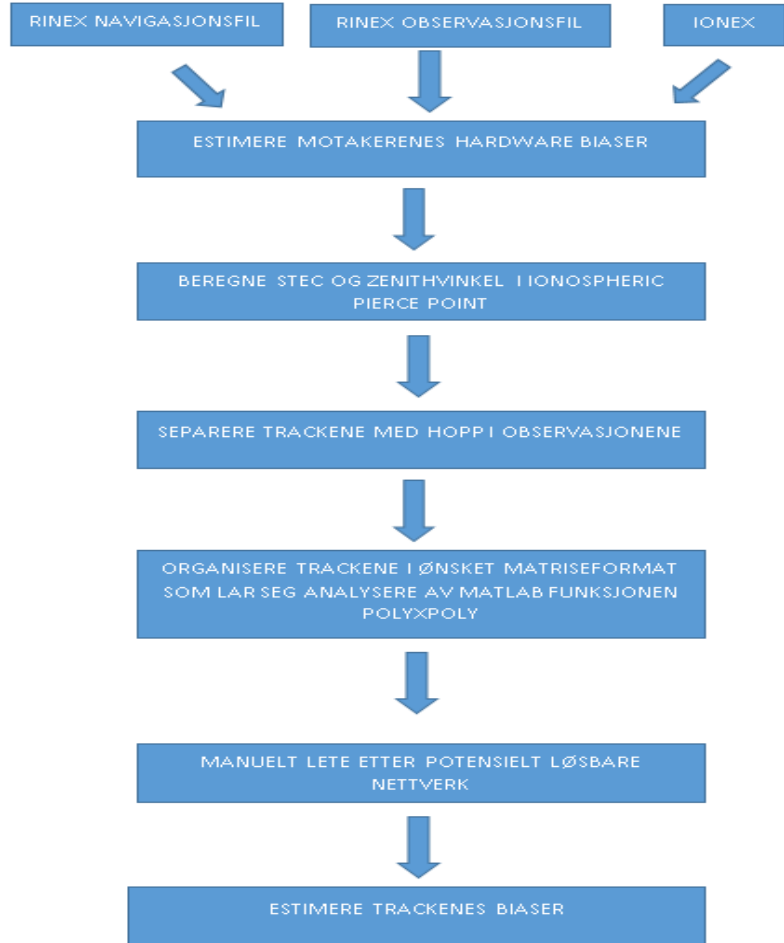 RINEX NAVIGASJONSFIL
RINEX OBSERVASJONSFIL
IONEX
ESTIMERE MOTAKERENES HARDWARE BIASER
BEREGNE STEC OG ZENITHVINKEL I IONOSPHERIC
PIERCE POINT
SEPARERE TRACKENE MED HOPP I OBSERVASJONENE
ORGANISERE TRACKENE I ØNSKET MATRISEFORMAT
SOM LAR SEG ANALYSERE AV MATLAB FUNKSJONEN
POLYXPOLY
MANUELT LETE ETTER POTENSIELT LØSBARE
NETTVERK
ESTIMERE TRACKENES BIASER